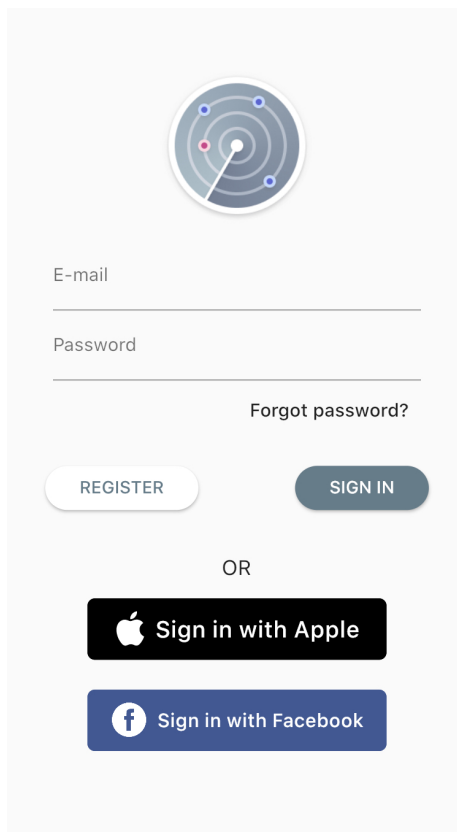 E-mail
Password
Forgot password?
REGISTER
SIGN IN
OR
Sign in with Apple
Sign in with Facebook